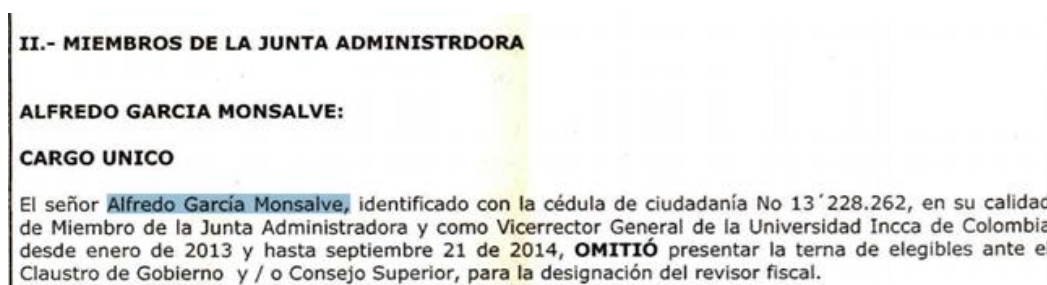 II.- MIEMBROS DE LA JUNTA ADMINISTRDORA
ALFREDO GARCIA MONSALVE:
CARGO UNICO
El señor Alfredo García Monsalve, identificado con la cédula de ciudadanía No 13´228.262, en su calidad
de Miembro de la Junta Administradora y como Vicerrector General de la Universidad Incca de Colombia
desde enero de 2013 y hasta septiembre 21 de 2014, OMITIÓ presentar la terna de elegibles ante el
Claustro de Gobierno y / o Consejo Superior, para la designación del revisor fiscal.